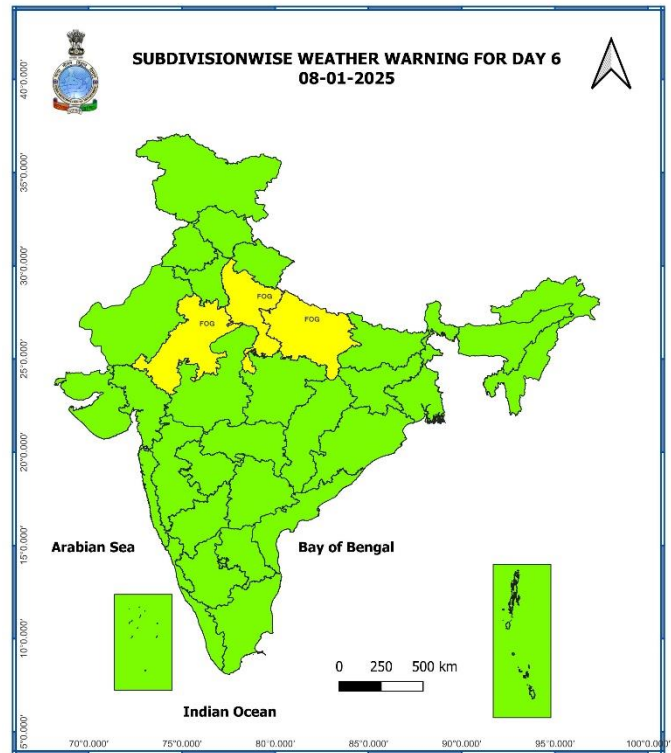 SUBDIVISIONWISE WEATHER WARNING FOR DAY 6
08-01-2025
40°0.000'
35°0.000'
30°0.000'
25°0.000'
20°0.000'
15°0.000'
10°0.000'
5°0.000'
FOG
FOG
FOG
Arabian Sea
Bay of Bengal
0 250 500 km
Indian Ocean
70°0.000' 75°0.000' 80°0.000' 85°0.000' 90°0.000' 95°0.000' 100°0.000'